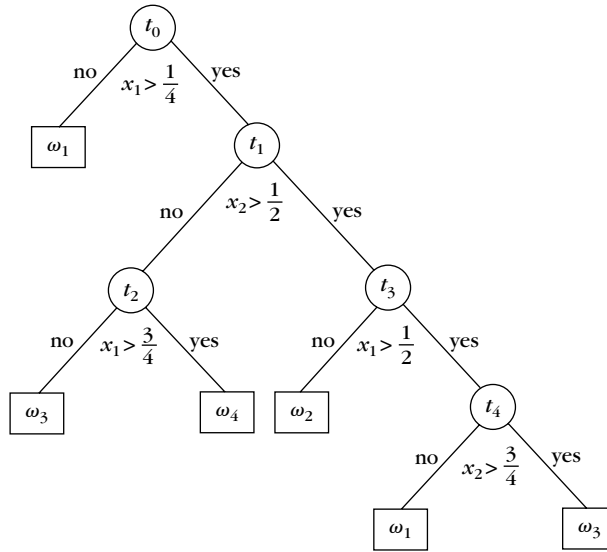 t₀
no x₁ > 1/4 yes
ω₁
t₁
no x₂ > 1/2 yes
t₂
t₃
no x₁ > 3/4 yes
no x₁ > 1/2 yes
ω₃
ω₄
ω₂
t₄
no x₂ > 3/4 yes
ω₁
ω₃